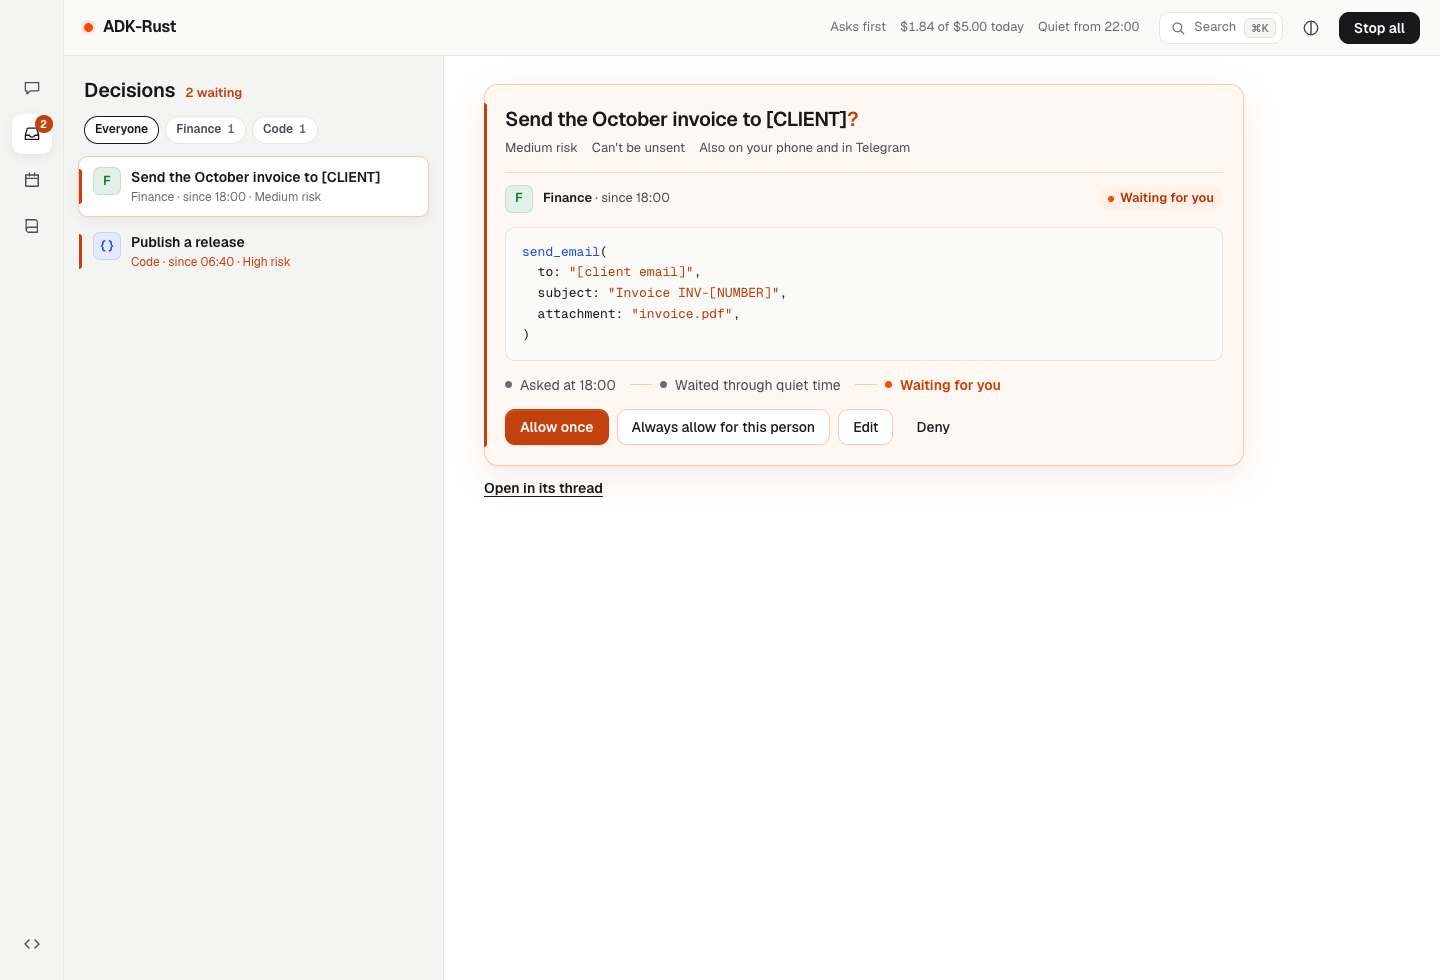 ADK-Rust
Asks first $1.84 of $5.00 today Quiet from 22:00
Search ⌘K
Stop all
2
Decisions 2 waiting
Everyone Finance 1 Code 1
F
Send the October invoice to [CLIENT]
Finance · since 18:00 · Medium risk
{}
Publish a release
Code · since 06:40 · High risk
Send the October invoice to [CLIENT]?
Medium risk Can't be unsent Also on your phone and in Telegram
F Finance · since 18:00 Waiting for you
send_email(
to: "[client email]",
subject: "Invoice INV-[NUMBER]",
attachment: "invoice.pdf",
)
Asked at 18:00 Waited through quiet time Waiting for you
Allow once Always allow for this person Edit Deny
Open in its thread